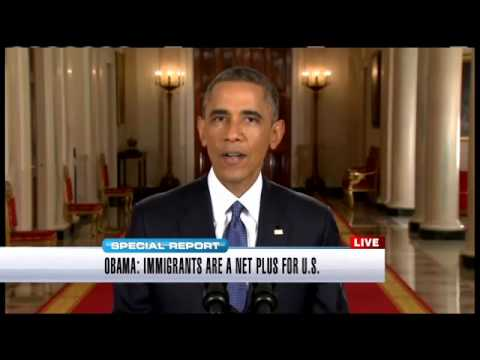 SPECIAL REPORT
LIVE
OBAMA: IMMIGRANTS ARE A NET PLUS FOR U.S.